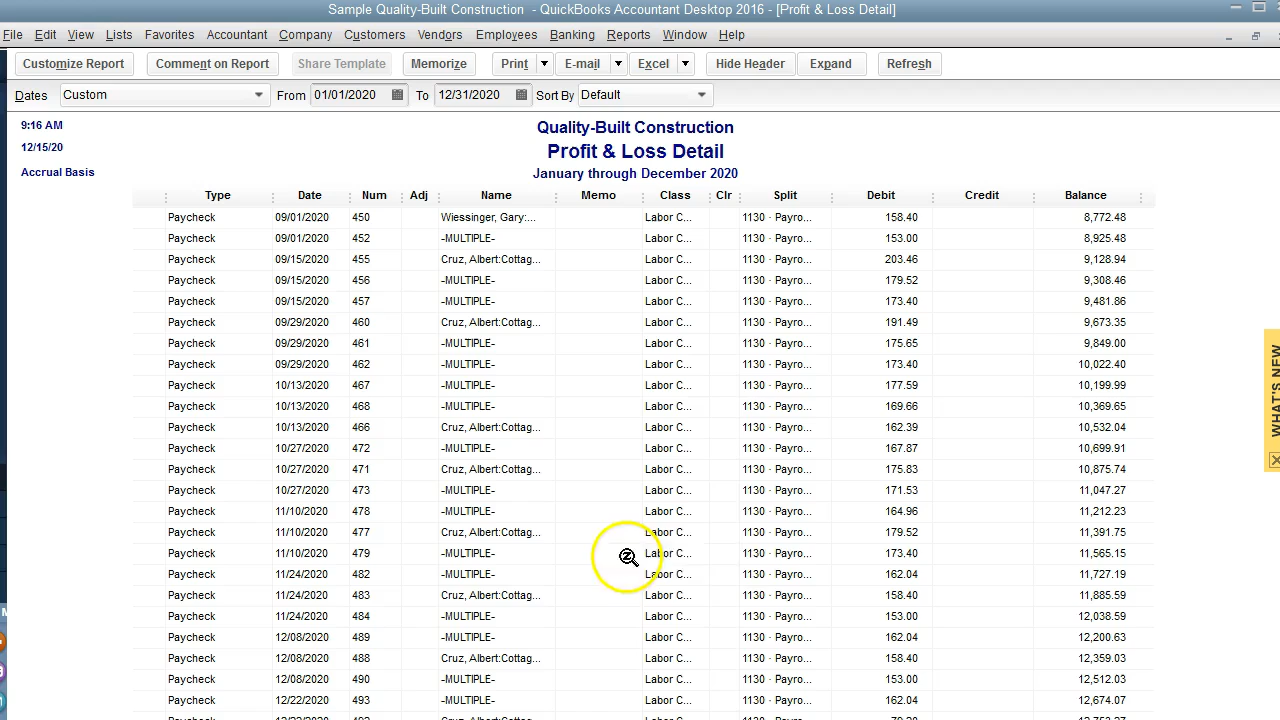 Sample Quality-Built Construction - QuickBooks Accountant Desktop 2016 - [Profit & Loss Detail]
File Edit View Lists Favorites Accountant Company Customers Vendors Employees Banking Reports Window Help
Customize Report Comment on Report Share Template Memorize Print E-mail Excel Hide Header Expand Refresh
Dates Custom From 01/01/2020 To 12/31/2020 Sort By Default
9:16 AM
12/15/20
Accrual Basis
Quality-Built Construction
Profit & Loss Detail
January through December 2020
Type Date Num Adj Name Memo Class Clr Split Debit Credit Balance
Paycheck 09/01/2020 450 Wiessinger, Gary:... Labor C... 1130 · Payro... 158.40 8,772.48
Paycheck 09/01/2020 452 -MULTIPLE- Labor C... 1130 · Payro... 153.00 8,925.48
Paycheck 09/15/2020 455 Cruz, Albert:Cottag... Labor C... 1130 · Payro... 203.46 9,128.94
Paycheck 09/15/2020 456 -MULTIPLE- Labor C... 1130 · Payro... 179.52 9,308.46
Paycheck 09/15/2020 457 -MULTIPLE- Labor C... 1130 · Payro... 173.40 9,481.86
Paycheck 09/29/2020 460 Cruz, Albert:Cottag... Labor C... 1130 · Payro... 191.49 9,673.35
Paycheck 09/29/2020 461 -MULTIPLE- Labor C... 1130 · Payro... 175.65 9,849.00
Paycheck 09/29/2020 462 -MULTIPLE- Labor C... 1130 · Payro... 173.40 10,022.40
Paycheck 10/13/2020 467 -MULTIPLE- Labor C... 1130 · Payro... 177.59 10,199.99
Paycheck 10/13/2020 468 -MULTIPLE- Labor C... 1130 · Payro... 169.66 10,369.65
Paycheck 10/13/2020 466 Cruz, Albert:Cottag... Labor C... 1130 · Payro... 162.39 10,532.04
Paycheck 10/27/2020 472 -MULTIPLE- Labor C... 1130 · Payro... 167.87 10,699.91
Paycheck 10/27/2020 471 Cruz, Albert:Cottag... Labor C... 1130 · Payro... 175.83 10,875.74
Paycheck 10/27/2020 473 -MULTIPLE- Labor C... 1130 · Payro... 171.53 11,047.27
Paycheck 11/10/2020 478 -MULTIPLE- Labor C... 1130 · Payro... 164.96 11,212.23
Paycheck 11/10/2020 477 Cruz, Albert:Cottag... Labor C... 1130 · Payro... 179.52 11,391.75
Paycheck 11/10/2020 479 -MULTIPLE- Labor C... 1130 · Payro... 173.40 11,565.15
Paycheck 11/24/2020 482 -MULTIPLE- Labor C... 1130 · Payro... 162.04 11,727.19
Paycheck 11/24/2020 483 Cruz, Albert:Cottag... Labor C... 1130 · Payro... 158.40 11,885.59
Paycheck 11/24/2020 484 -MULTIPLE- Labor C... 1130 · Payro... 153.00 12,038.59
Paycheck 12/08/2020 489 -MULTIPLE- Labor C... 1130 · Payro... 162.04 12,200.63
Paycheck 12/08/2020 488 Cruz, Albert:Cottag... Labor C... 1130 · Payro... 158.40 12,359.03
Paycheck 12/08/2020 490 -MULTIPLE- Labor C... 1130 · Payro... 153.00 12,512.03
Paycheck 12/22/2020 493 -MULTIPLE- Labor C... 1130 · Payro... 162.04 12,674.07
WHAT'S NEW